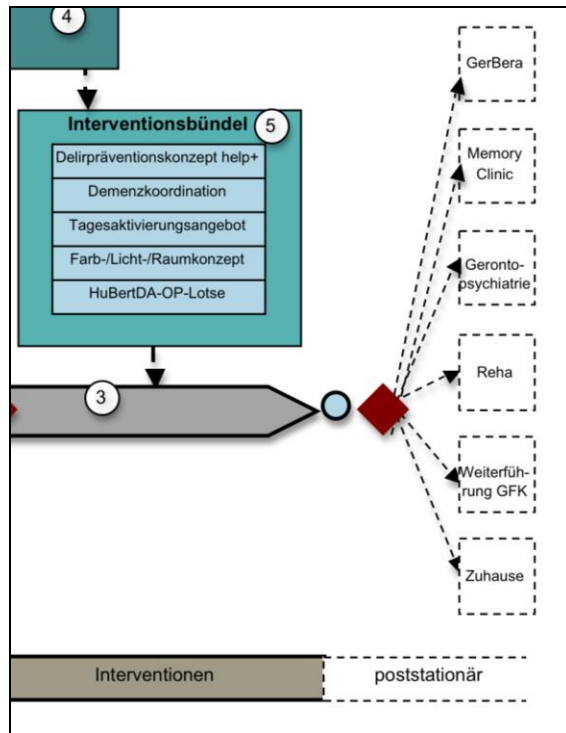 4
Interventionsbündel
5
Delirpräventionskonzept help+
Demenzkoordination
Tagesaktivierungsangebot
Farb-/Licht-/Raumkonzept
HuBertDA-OP-Lotse
3
GerBera
Memory
Clinic
Geronto-
psychiatrie
Reha
Weiterfüh-
rung GFK
Zuhause
Interventionen
poststationär